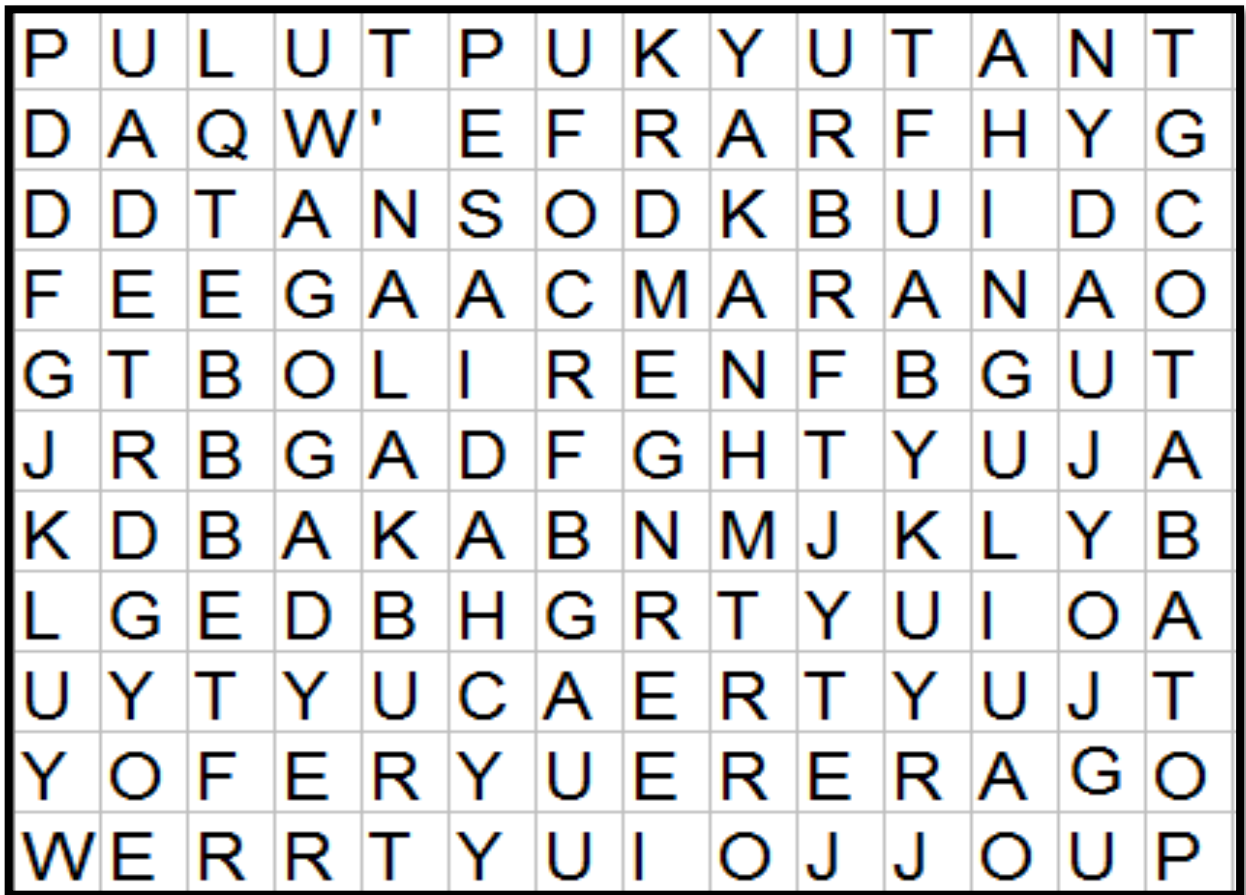 P U L U T P U K Y U T A N T
D A Q W ' E F R A R F H Y G
D D T A N S O D K B U I D C
F E E G A A C M A R A N A O
G T B O L I R E N F B G U T
J R B G A D F G H T Y U J A
K D B A K A B N M J K L Y B
L G E D B H G R T Y U I O A
U Y T Y U C A E R T Y U J T
Y O F E R Y U E R E R A G O
W E R R T Y U I O J J O U P